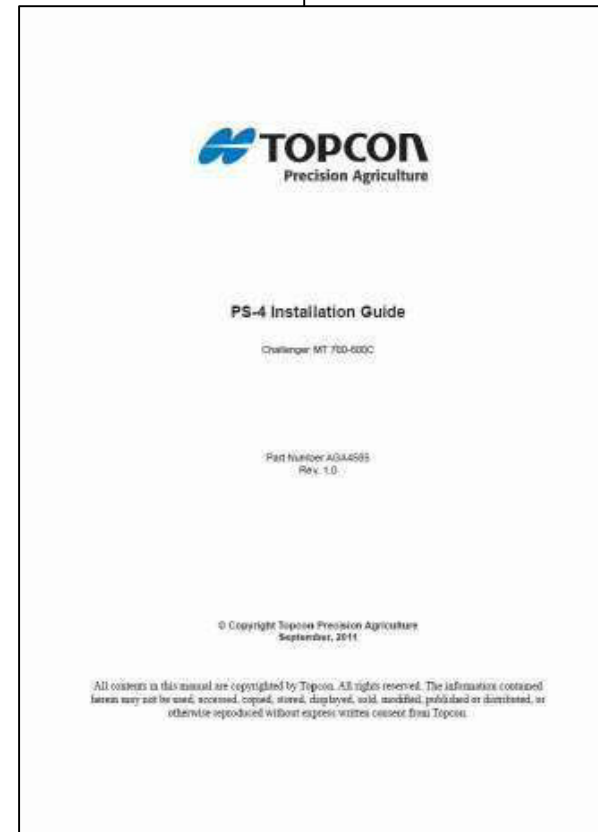 TOPCON
Precision Agriculture
PS-4 Installation Guide
Challenger MT 700-800C
Part Number AGA4585
Rev. 1.0
© Copyright Topcon Precision Agriculture
September, 2011
All contents in this manual are copyrighted by Topcon. All rights reserved. The information contained
herein may not be used, accessed, copied, stored, displayed, sold, modified, published or distributed, or
otherwise reproduced without express written consent from Topcon.